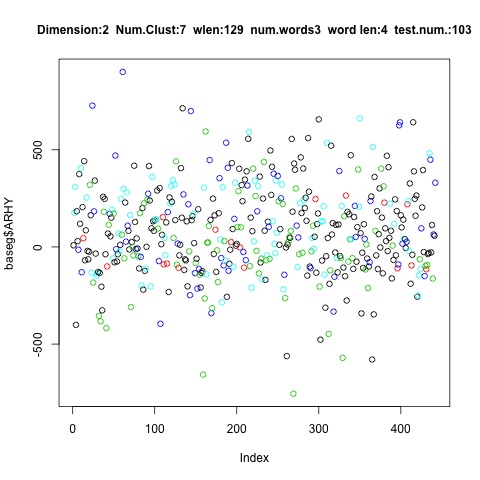 Dimension:2 Num.Clust:7 wlen:129 num.words3 word len:4 test.num.:103
baseg$ARHY
500
0
-500
0 100 200 300 400
Index